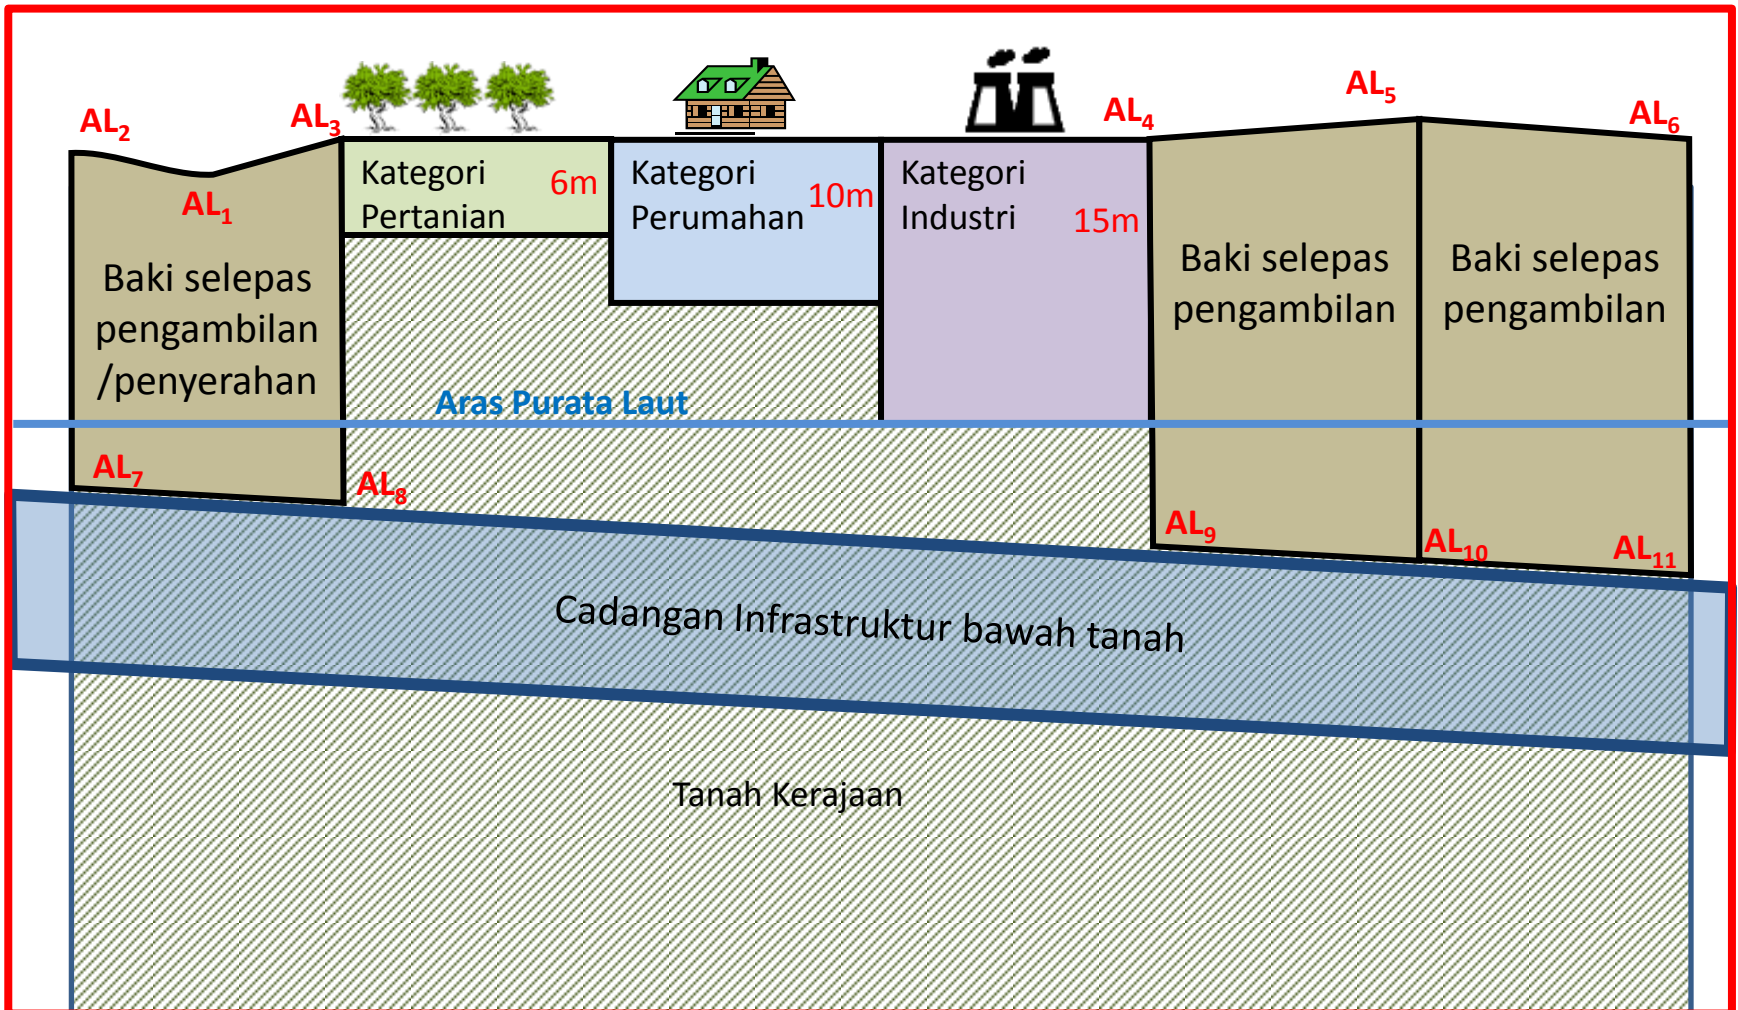 AL2
AL3
AL4
AL5
AL6
AL1
Kategori
Pertanian
6m
Kategori
Perumahan
10m
Kategori
Industri
15m
Baki selepas
pengambilan
/penyerahan
Baki selepas
pengambilan
Baki selepas
pengambilan
Aras Purata Laut
AL7
AL8
AL9
AL10
AL11
Cadangan Infrastruktur bawah tanah
Tanah Kerajaan